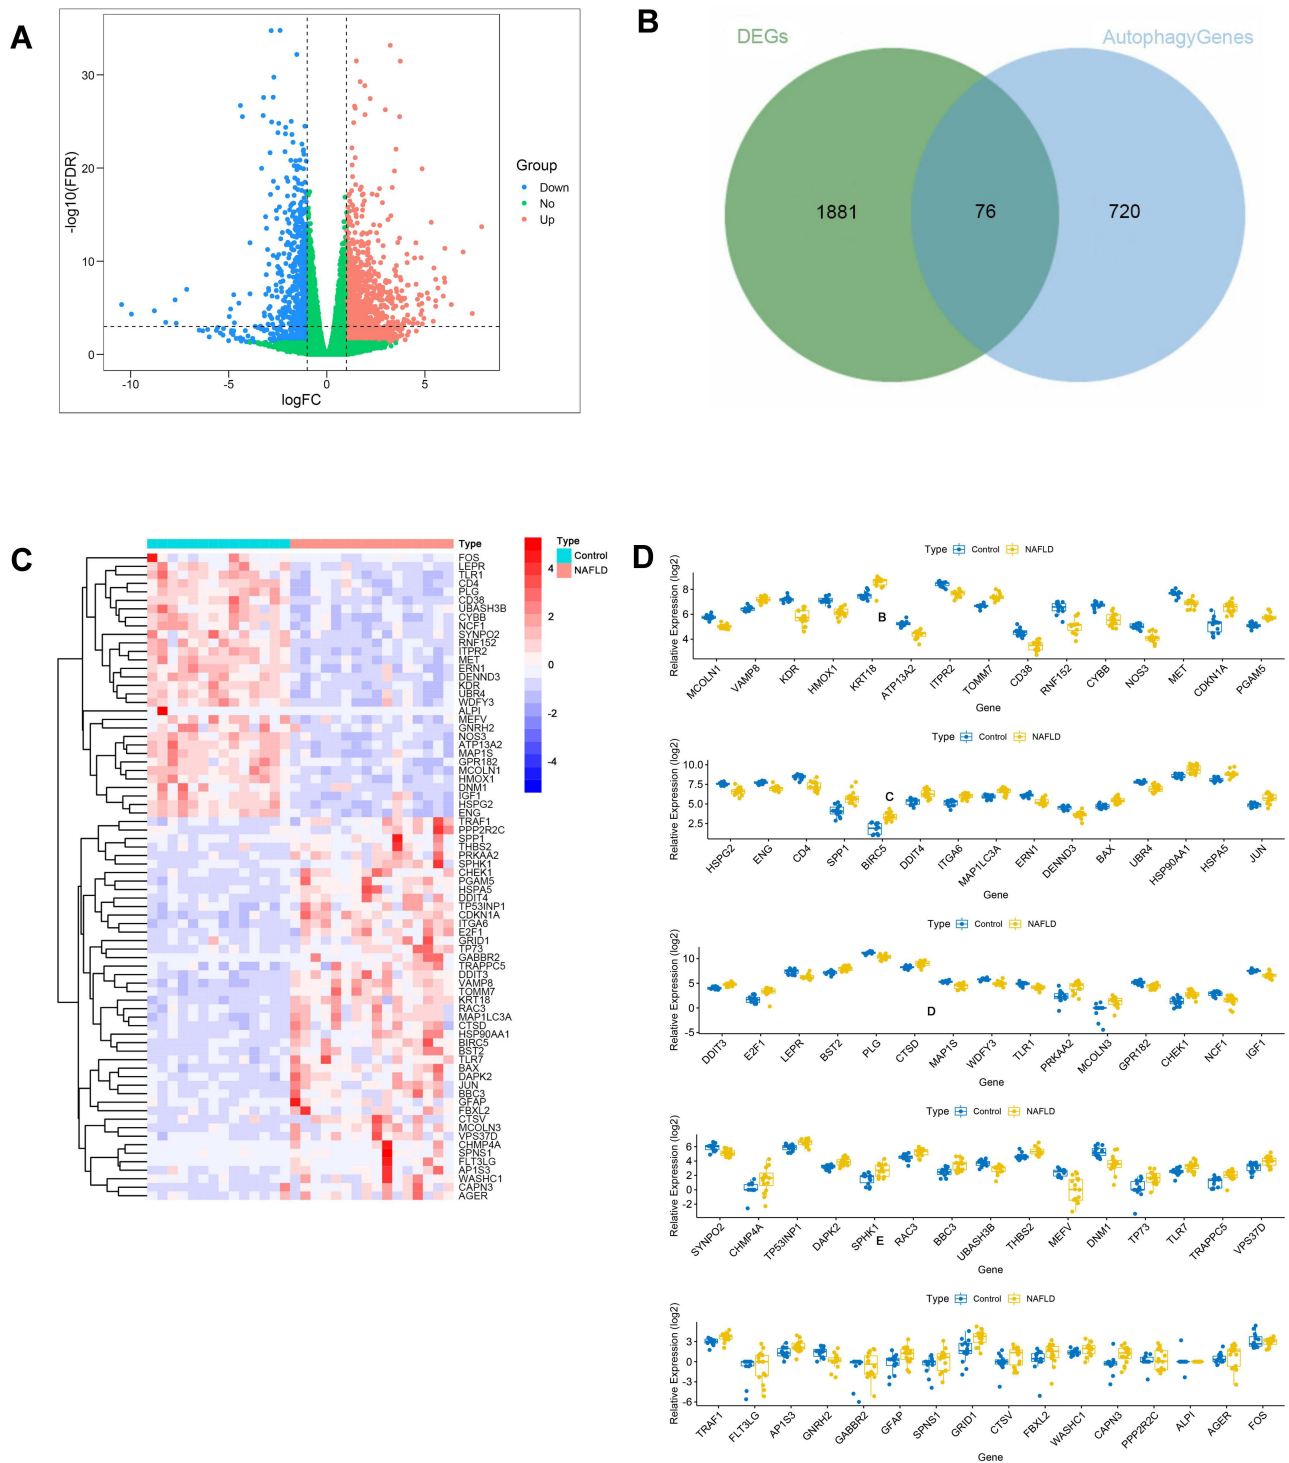 A
30
20
10
0
-log10(FDR)
-10
-5
0
5
logFC
Group
Down
No
Up
B
DEGs
AutophagyGenes
1881
76
720
C
Type
FOS
LEPR
TLR1
CD4
PLG
CD38
UBASH3B
CYBB
NCF1
SYNPO2
RNF152
ITPR2
MET
ERN1
DENND3
KDR
UBR4
WDFY3
ALPI
MEFV
GNRH2
NOS3
ATP13A2
MAP1S
GPR182
MCOLN1
HMOX1
DNM1
IGF1
HSPG2
ENG
TRAF1
PPP2R2C
SPP1
THBS2
PRKAA2
SPHK1
CHEK1
PGAM5
HSPA5
DDIT4
TP53INP1
CDKN1A
ITGA6
E2F1
GRID1
TP73
GABBR2
TRAPPC5
DDIT3
VAMP8
TOMM7
KRT18
RAC3
MAP1LC3A
CTSD
HSP90AA1
BIRC5
BST2
TLR7
BAX
DAPK2
JUN
BBC3
GFAP
FBXL2
CTSV
MCOLN3
VPS37D
CHMP4A
SPNS1
FLT3LG
AP1S3
WASHC1
CAPN3
AGER
4
2
0
-2
-4
Type
Control
NAFLD
D
Type Control NAFLD
Relative Expression (log2)
8
6
4
B
MCOLN1 VAMP8 KDR HMOX1 KRT18 ATP13A2 ITPR2 TOMM7 CD38 RNF152 CYBB NOS3 MET CDKN1A PGAM5
Gene
Type Control NAFLD
Relative Expression (log2)
10.0
7.5
5.0
2.5
C
HSPG2 ENG CD4 SPP1 BIRC5 DDIT4 ITGA6 MAP1LC3A ERN1 DENND3 BAX UBR4 HSP90AA1 HSPA5 JUN
Gene
Type Control NAFLD
Relative Expression (log2)
10
5
0
-5
D
DDIT3 E2F1 LEPR BST2 PLG CTSD MAP1S WDFY3 TLR1 PRKAA2 MCOLN3 GPR182 CHEK1 NCF1 IGF1
Gene
Type Control NAFLD
Relative Expression (log2)
6
4
2
0
-2
SYNPO2 CHMP4A TP53INP1 DAPK2 SPHK1 RAC3 BBC3 UBASH3B THBS2 MEFV DNM1 TP73 TLR7 TRAPPC5 VPS37D
E
Gene
Type Control NAFLD
Relative Expression (log2)
3
0
-3
-6
TRAF1 FLT3LG AP1S3 GNRH2 GABBR2 GFAP SPNS1 GRID1 CTSV FBXL2 WASHC1 CAPN3 PPP2R2C ALPI AGER FOS
Gene